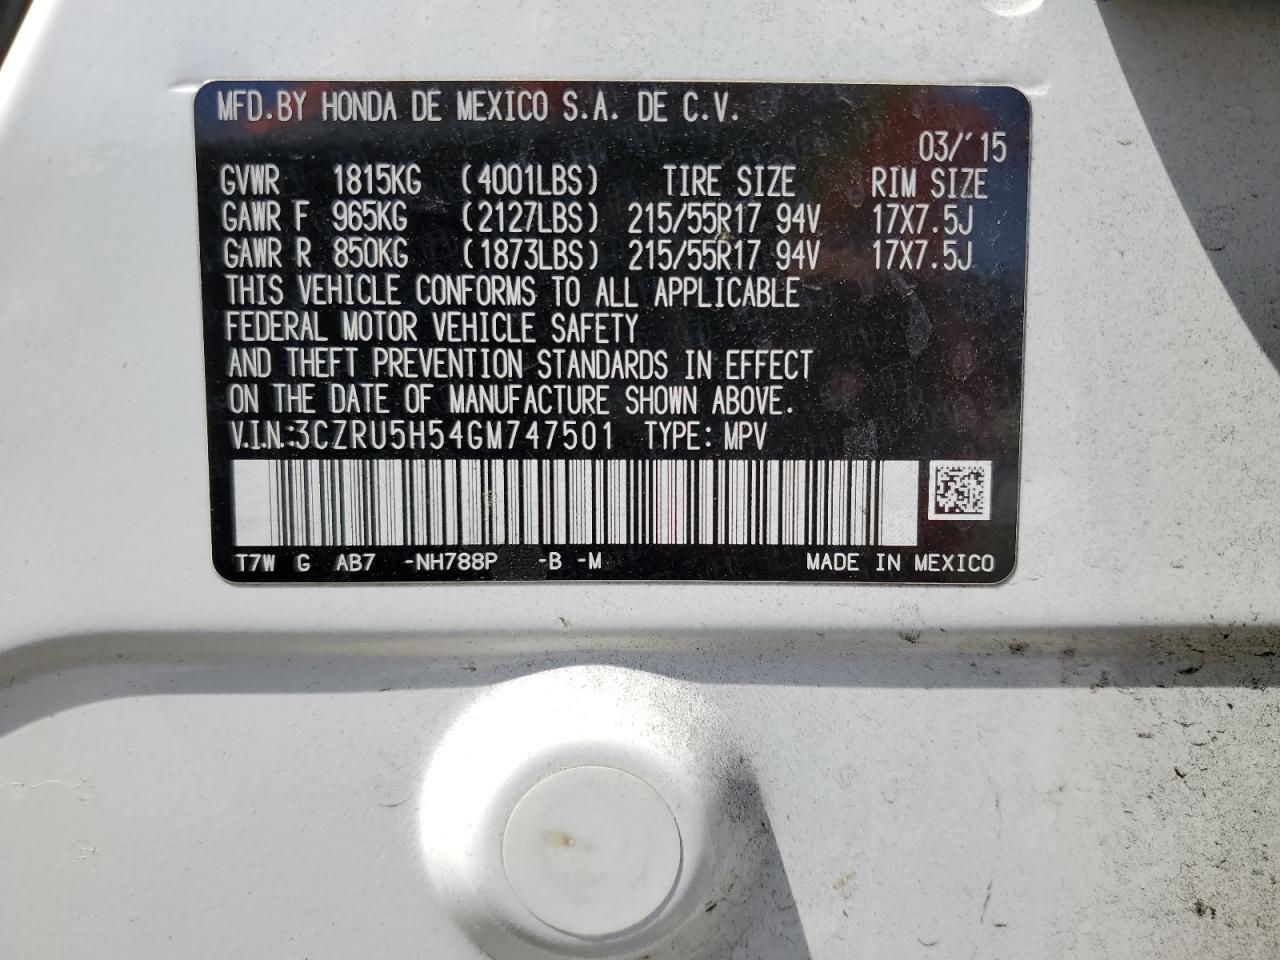 MFD.BY HONDA DE MEXICO S.A. DE C.V.
03/'15
GVWR 1815KG (4001LBS) TIRE SIZE RIM SIZE
GAWR F 965KG (2127LBS) 215/55R17 94V 17X7.5J
GAWR R 850KG (1873LBS) 215/55R17 94V 17X7.5J
THIS VEHICLE CONFORMS TO ALL APPLICABLE
FEDERAL MOTOR VEHICLE SAFETY
AND THEFT PREVENTION STANDARDS IN EFFECT
ON THE DATE OF MANUFACTURE SHOWN ABOVE.
V.I.N.:3CZRU5H54GM747501 TYPE: MPV
T7W G AB7 -NH788P -B -M MADE IN MEXICO